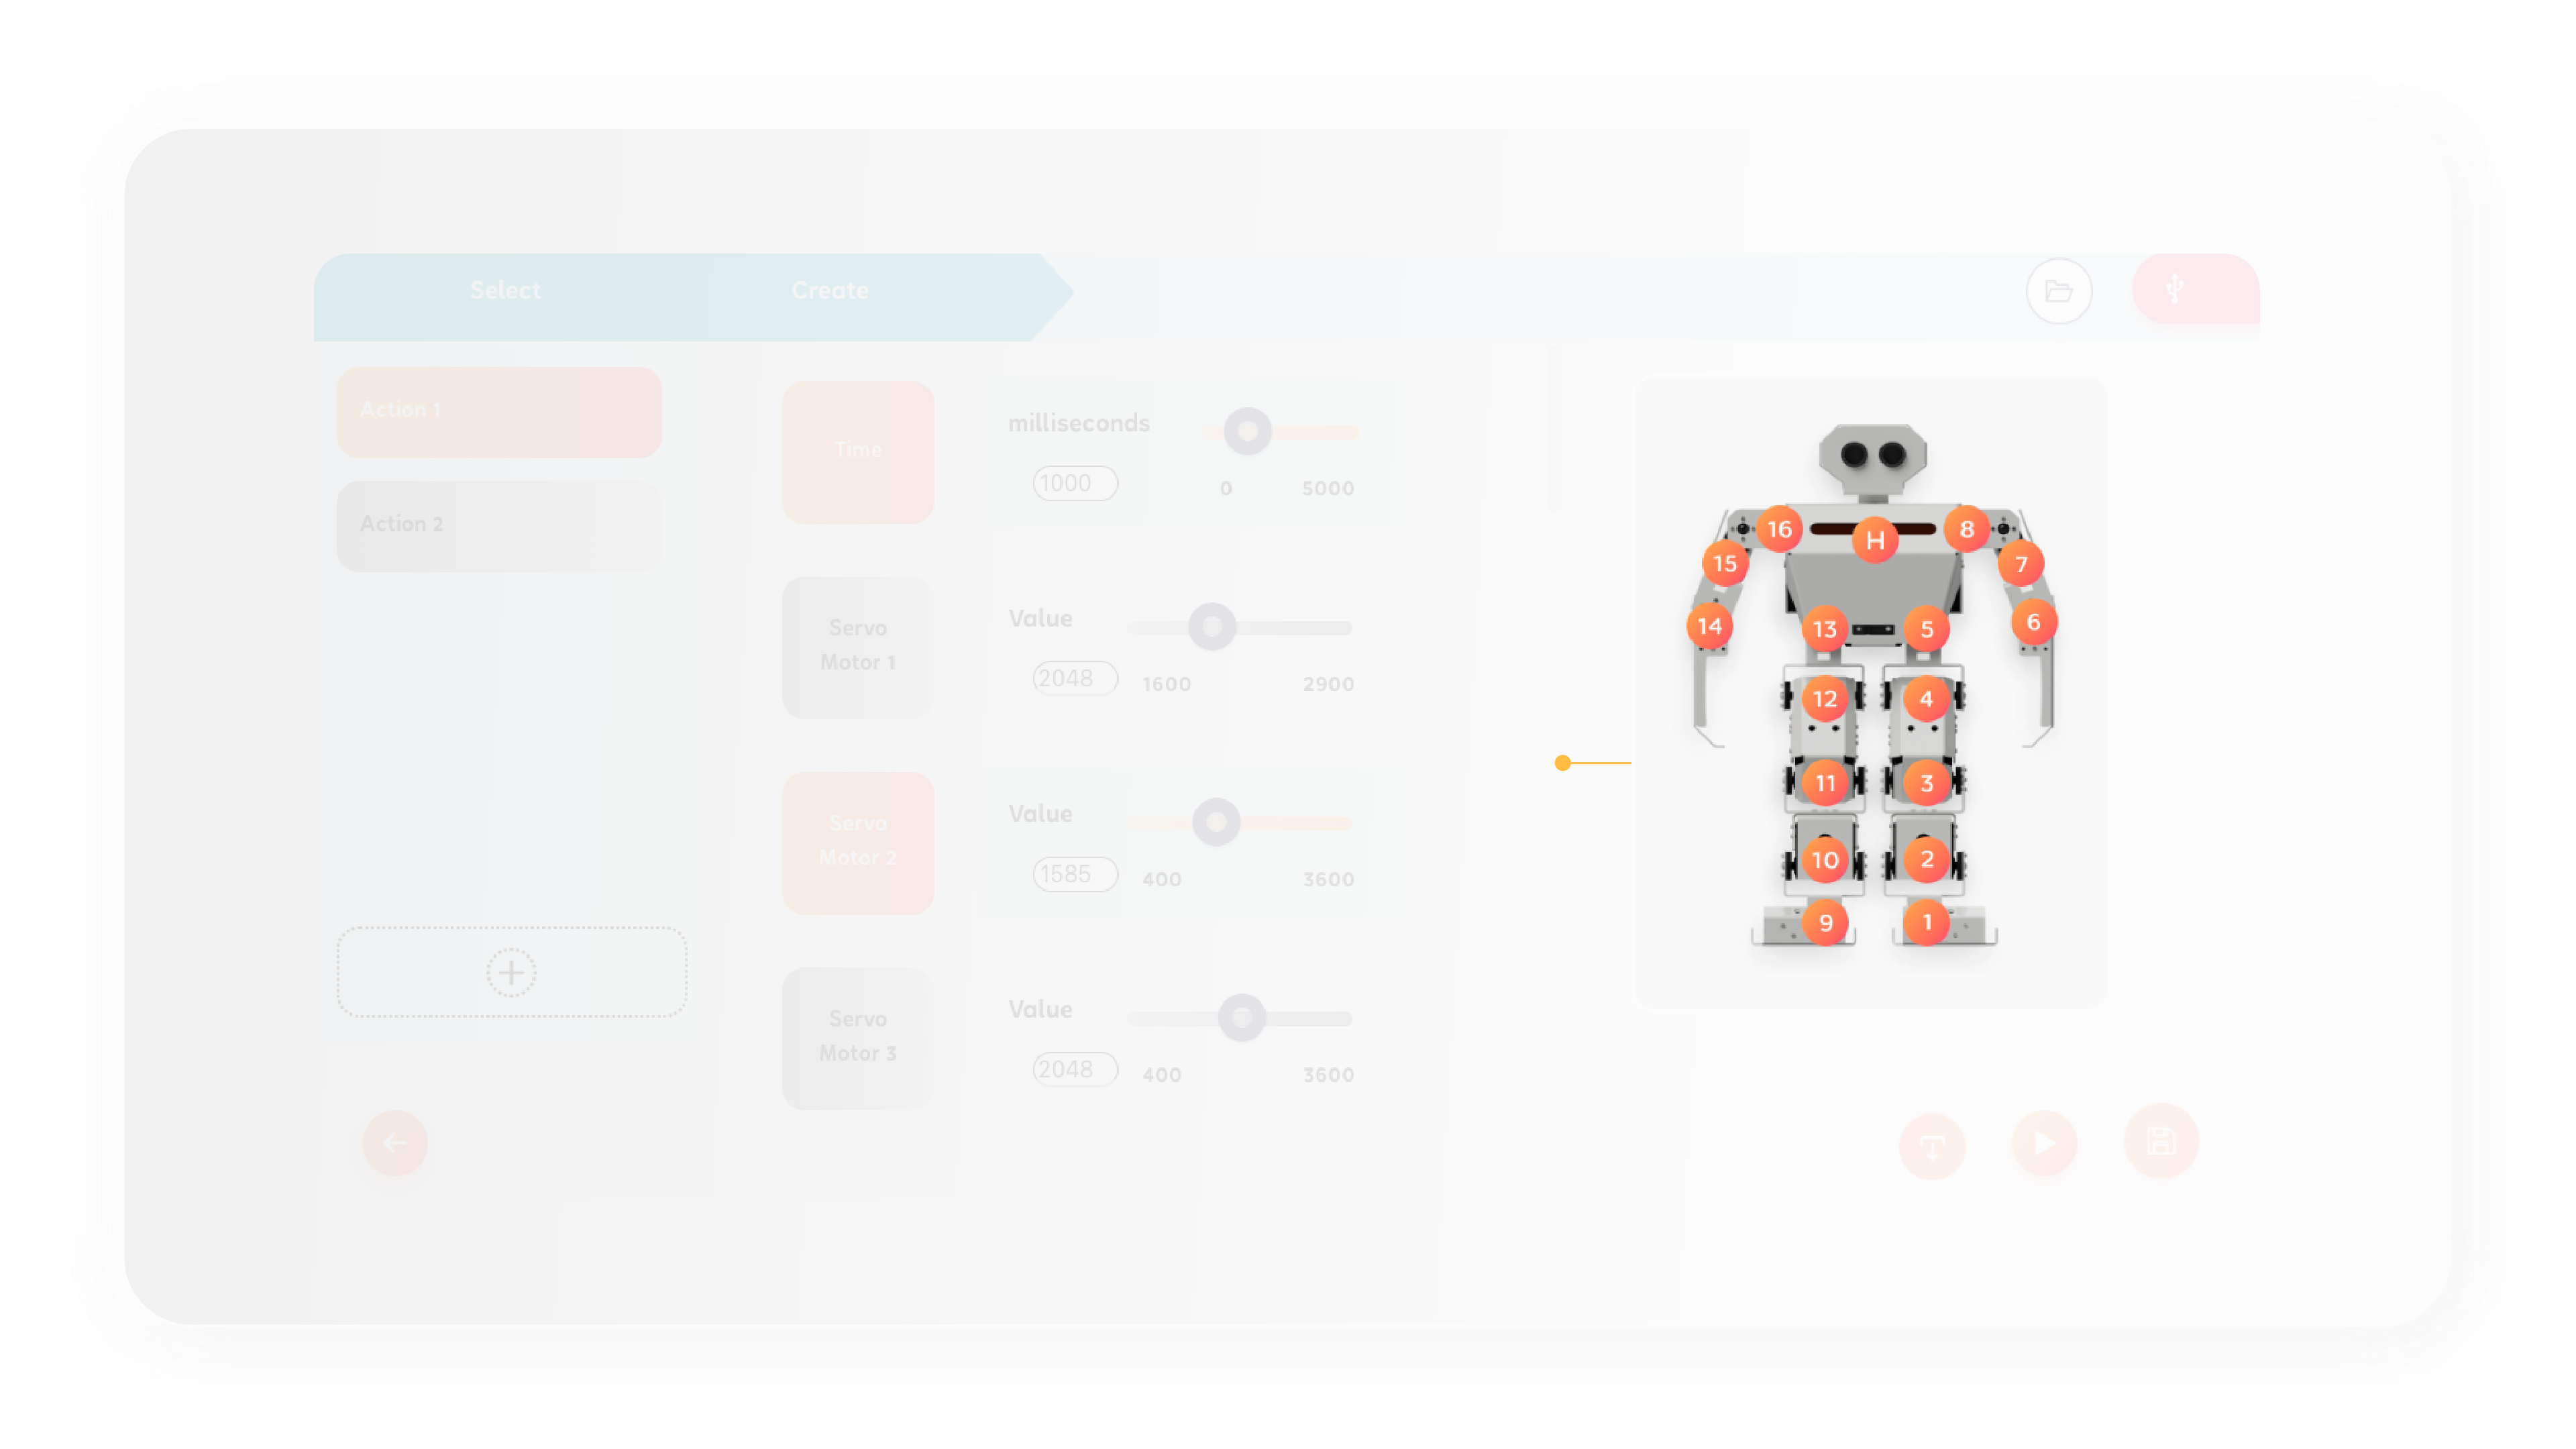 Select
Create
Action 1
Action 2
Time
milliseconds
1000
0
5000
Servo
Motor 1
Value
2048
1600
2900
Servo
Motor 2
Value
1585
400
3600
Servo
Motor 3
Value
2048
400
3600
16
H
8
15
7
14
13
5
6
12
4
11
3
10
2
9
1